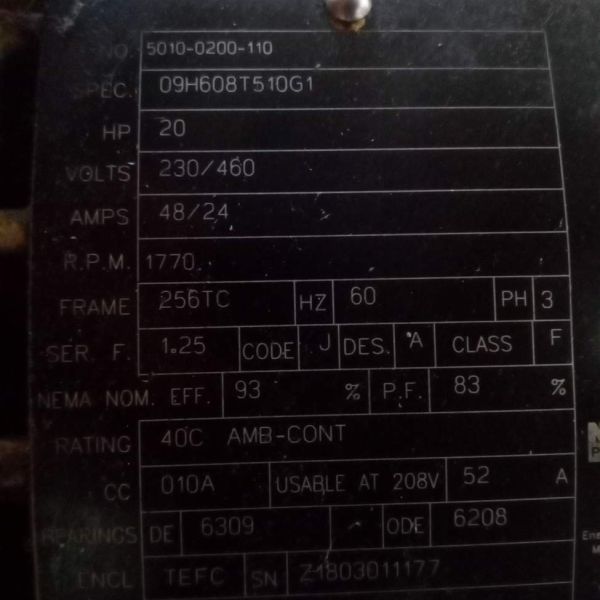 NO. 5010-0200-110
SPEC. 09H608T510G1
HP 20
VOLTS 230/460
AMPS 48/24
R.P.M. 1770
FRAME 256TC HZ 60 PH 3
SER. F. 1.25 CODE J DES. A CLASS F
NEMA NOM. EFF. 93 % P.F. 83 %
RATING 40C AMB-CONT
CC 010A USABLE AT 208V 52 A
BEARINGS DE 6309 - ODE 6208
ENCL TEFC SN Z1803011177